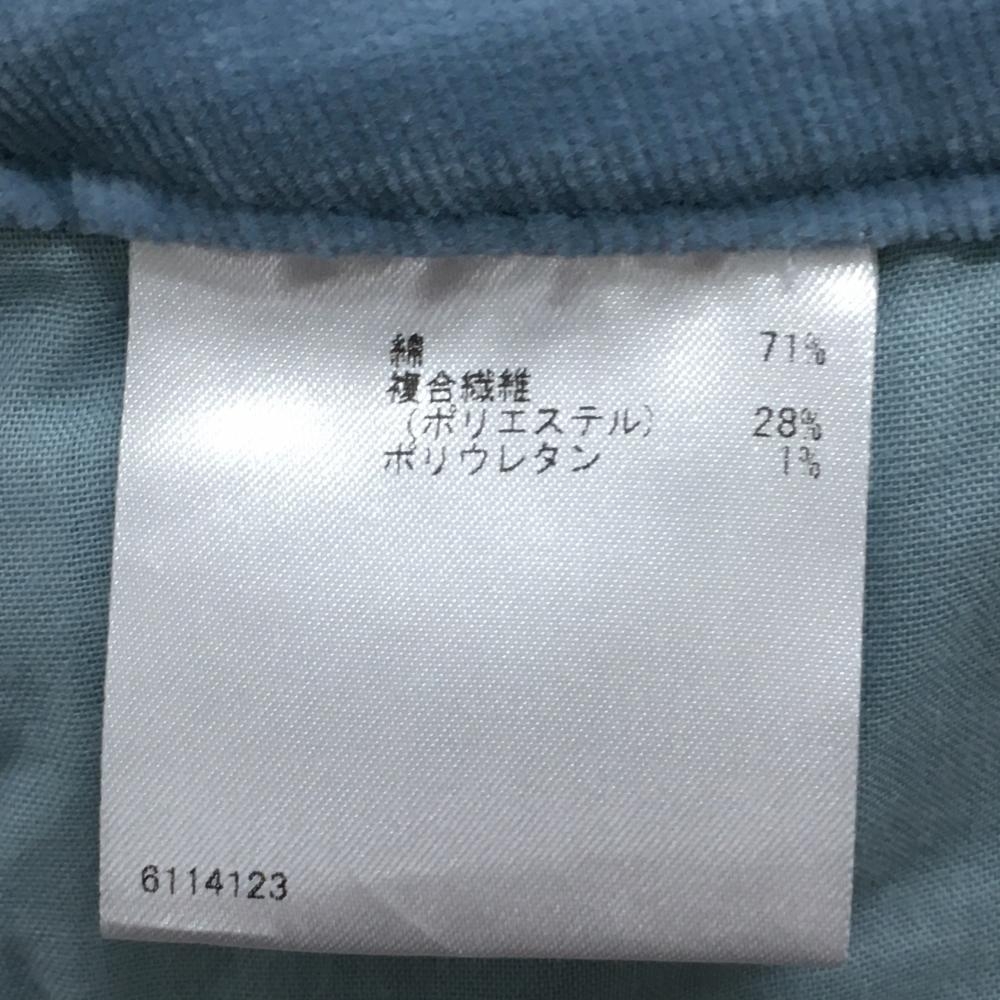 綿 71%
複合繊維
(ポリエステル) 28%
ポリウレタン 1%
6114123